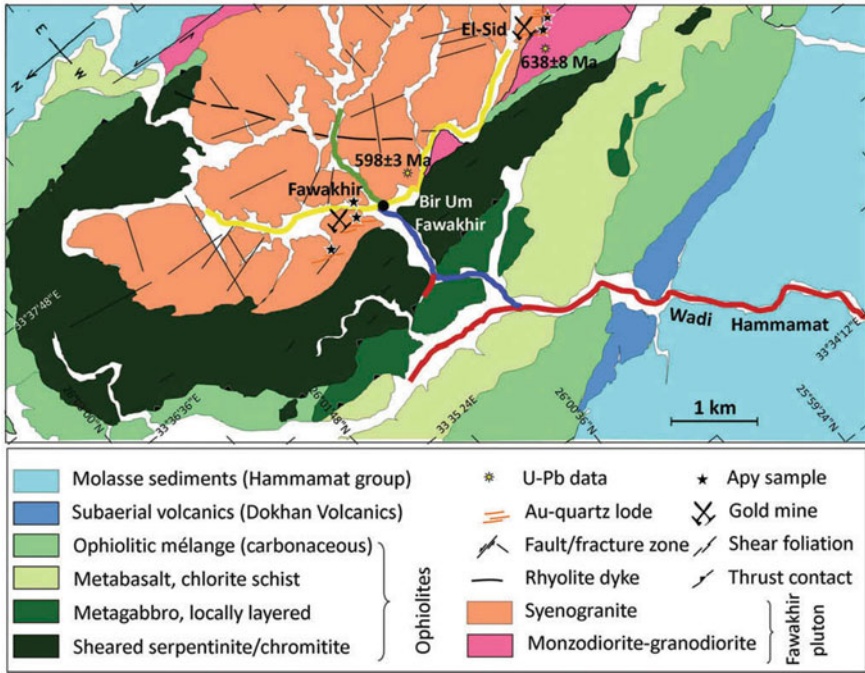 El-Sid
638±8 Ma
N
E
W
598±3 Ma
Fawakhir
Bir Um
Fawakhir
33°37'48"E
Wadi
Hammamat
33°34'12"E
33°36'36"E
26°01'48"N
33 35.24E
26°00'36"N
25°59'24"N
1 km
Molasse sediments (Hammamat group)
Subaerial volcanics (Dokhan Volcanics)
Ophiolitic mélange (carbonaceous)
Metabasalt, chlorite schist
Metagabbro, locally layered
Sheared serpentinite/chromitite
Ophiolites
U-Pb data
Au-quartz lode
Fault/fracture zone
Rhyolite dyke
Apy sample
Gold mine
Shear foliation
Thrust contact
Syenogranite
Monzodiorite-granodiorite
Fawakhir
pluton